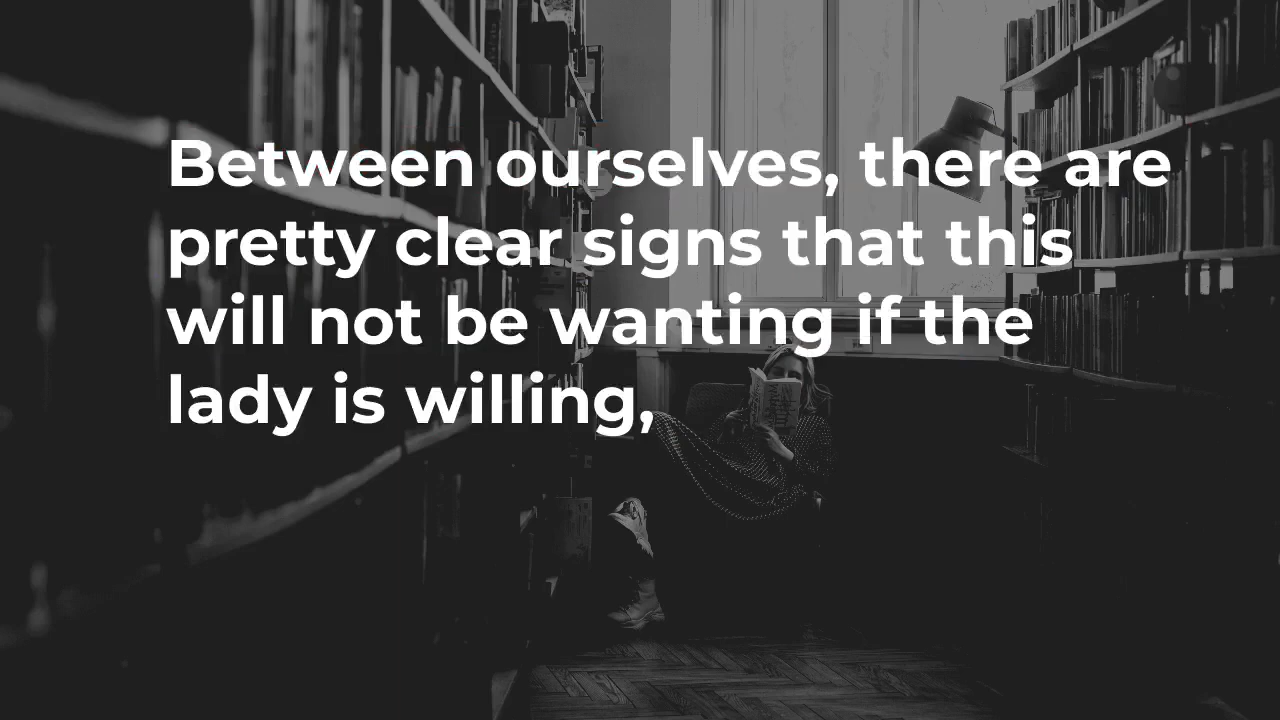 Between ourselves, there are
pretty clear signs that this
will not be wanting if the
lady is willing,